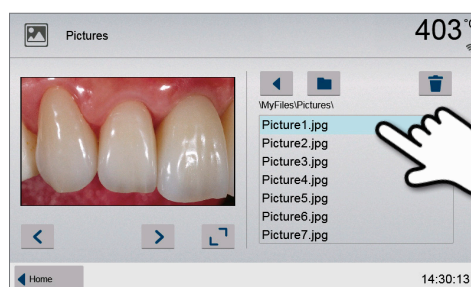 Pictures
403 °C
\MyFiles\Pictures\
Picture1.jpg
Picture2.jpg
Picture3.jpg
Picture4.jpg
Picture5.jpg
Picture6.jpg
Picture7.jpg
Home
14:30:13